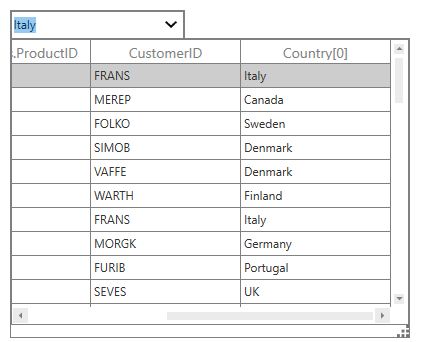 Italy
s.ProductID CustomerID Country[0]
FRANS Italy
MEREP Canada
FOLKO Sweden
SIMOB Denmark
VAFFE Denmark
WARTH Finland
FRANS Italy
MORGK Germany
FURIB Portugal
SEVES UK